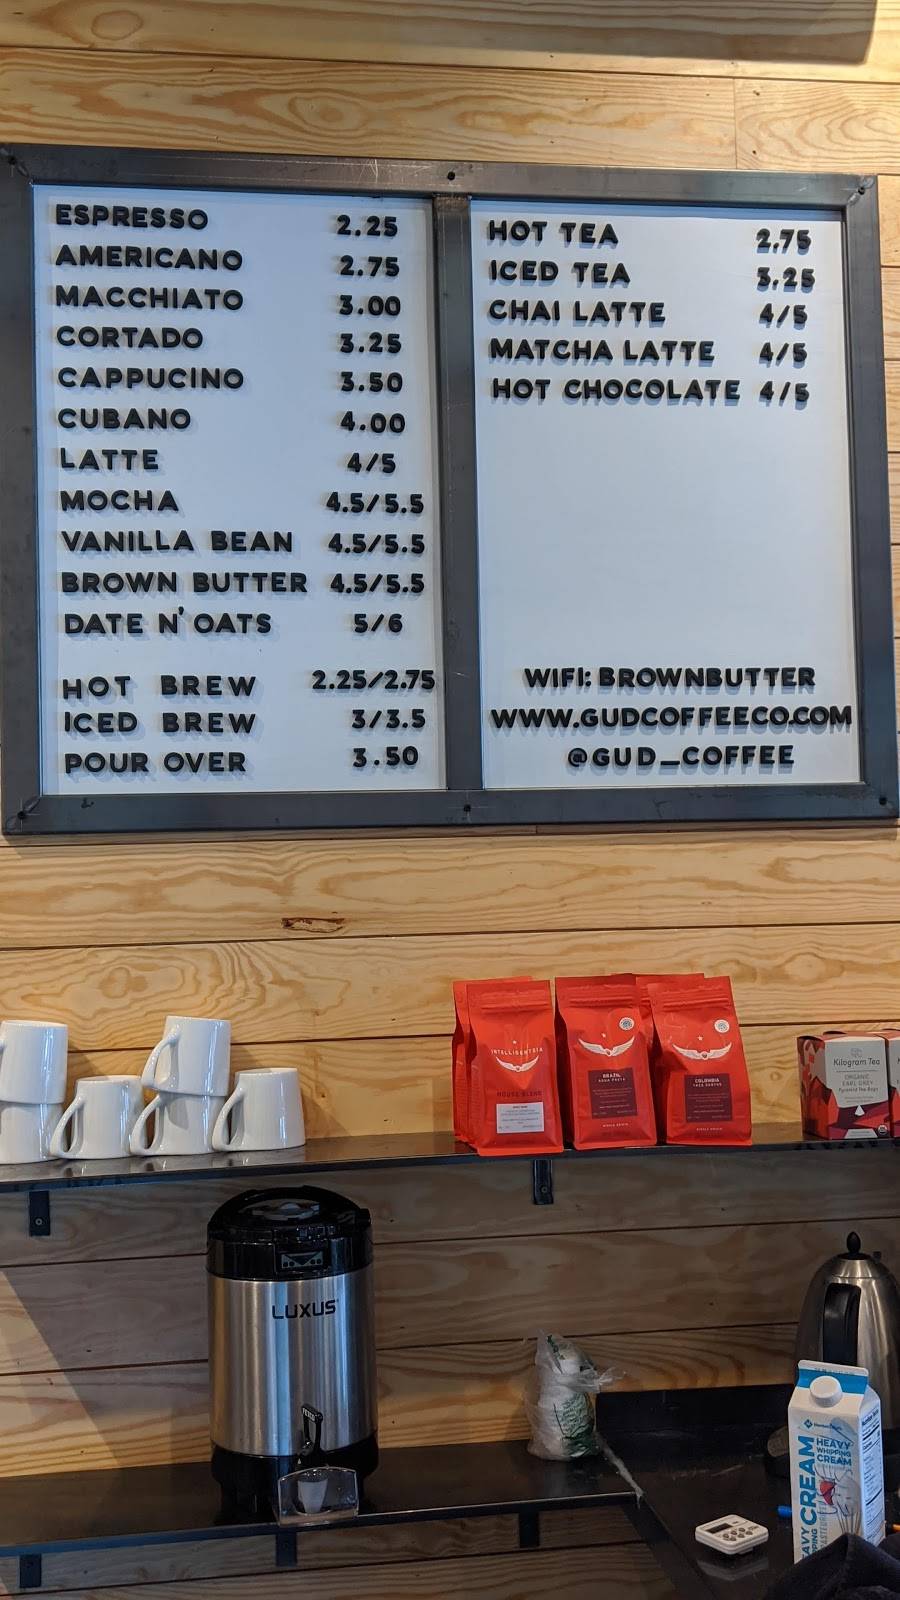 ESPRESSO 2.25
AMERICANO 2.75
MACCHIATO 3.00
CORTADO 3.25
CAPPUCINO 3.50
CUBANO 4.00
LATTE 4/5
MOCHA 4.5/5.5
VANILLA BEAN 4.5/5.5
BROWN BUTTER 4.5/5.5
DATE N' OATS 5/6
HOT BREW 2.25/2.75
ICED BREW 3/3.5
POUR OVER 3.50
HOT TEA 2.75
ICED TEA 3.25
CHAI LATTE 4/5
MATCHA LATTE 4/5
HOT CHOCOLATE 4/5
WIFI: BROWNBUTTER
WWW.GUDCOFFEECO.COM
@GUD_COFFEE
INTELLIGENTSIA
HOUSE BLEND
BRAZIL
COLOMBIA
Kilogram Tea
ORGANIC
EARL GREY
Pyramid Tea Bags
LUXUS
HEAVY
WHIPPING
CREAM
CREAM